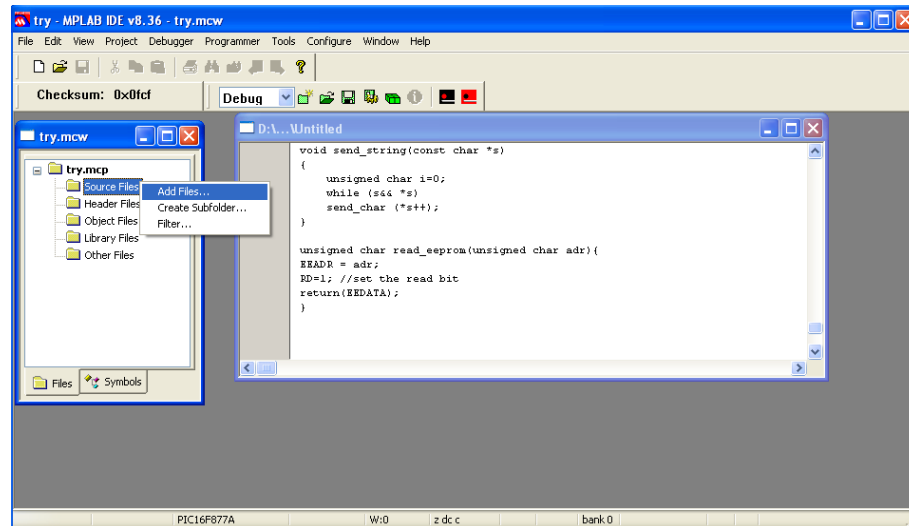 try - MPLAB IDE v8.36 - try.mcw
File Edit View Project Debugger Programmer Tools Configure Window Help
Checksum: 0x0fcf
Debug
try.mcw
try.mcp
Source Files
Header Files
Object Files
Library Files
Other Files
Files Symbols
Add Files...
Create Subfolder...
Filter...
D:\...\Untitled
void send_string(const char *s)
{
unsigned char i=0;
while (s&& *s)
send_char (*s++);
}
unsigned char read_eeprom(unsigned char adr){
EEADR = adr;
RD=1; //set the read bit
return(EEDATA);
}
PIC16F877A W:0 z dc c bank 0